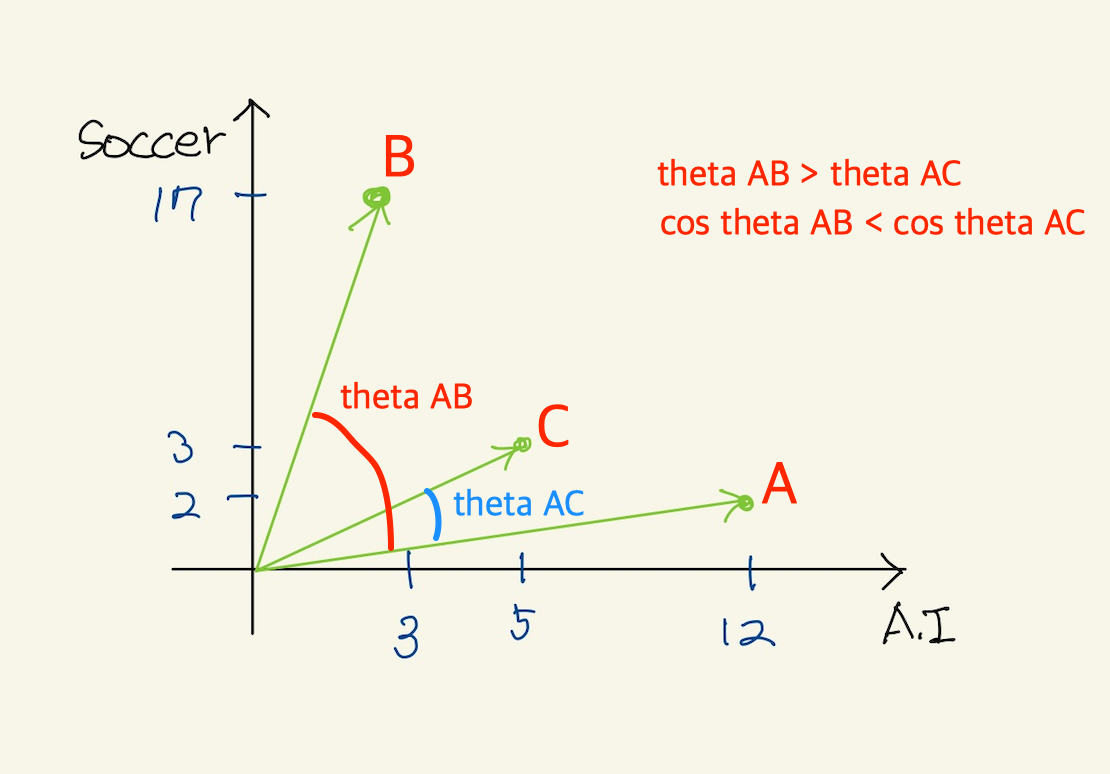 Soccer
B
17
theta AB > theta AC
cos theta AB < cos theta AC
theta AB
C
3
A
2
theta AC
3
5
12
A.I